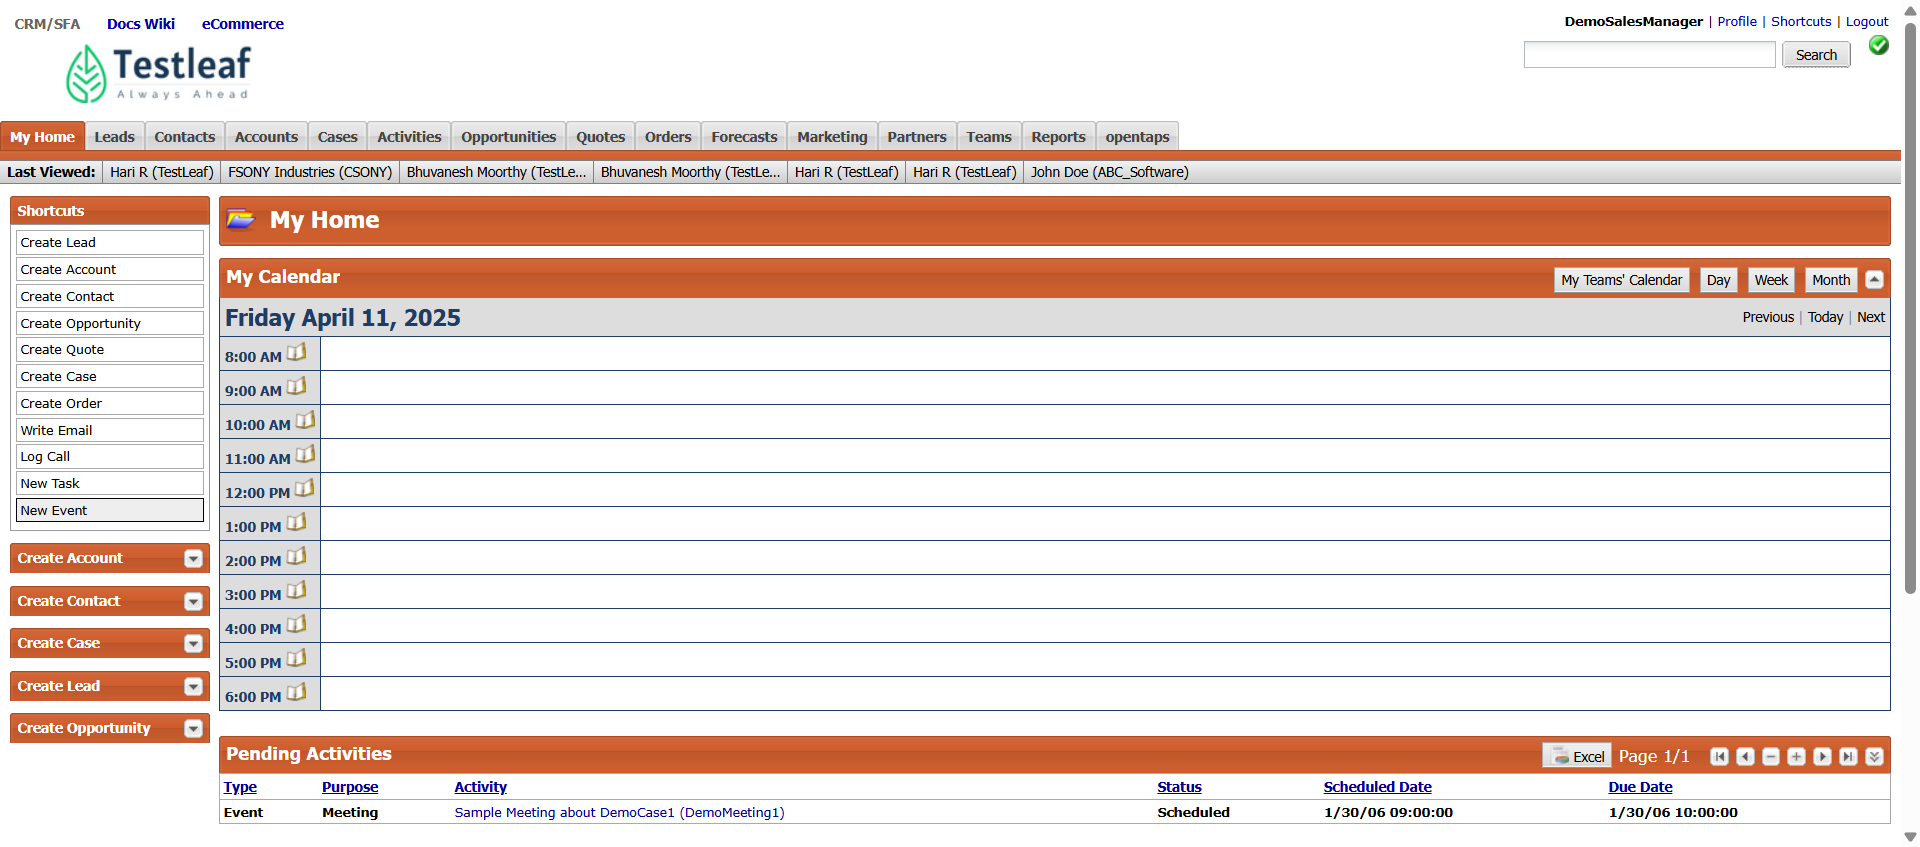 CRM/SFA Docs Wiki eCommerce
DemoSalesManager | Profile | Shortcuts | Logout
Testleaf
Always Ahead
Search
My Home Leads Contacts Accounts Cases Activities Opportunities Quotes Orders Forecasts Marketing Partners Teams Reports opentaps
Last Viewed: Hari R (TestLeaf) FSONY Industries (CSONY) Bhuvanesh Moorthy (TestLe... Bhuvanesh Moorthy (TestLe... Hari R (TestLeaf) Hari R (TestLeaf) John Doe (ABC_Software)
Shortcuts
Create Lead
Create Account
Create Contact
Create Opportunity
Create Quote
Create Case
Create Order
Write Email
Log Call
New Task
New Event
Create Account
Create Contact
Create Case
Create Lead
Create Opportunity
My Home
My Calendar
My Teams' Calendar Day Week Month
Friday April 11, 2025
Previous | Today | Next
8:00 AM
9:00 AM
10:00 AM
11:00 AM
12:00 PM
1:00 PM
2:00 PM
3:00 PM
4:00 PM
5:00 PM
6:00 PM
Pending Activities
Excel Page 1/1
Type Purpose Activity Status Scheduled Date Due Date
Event Meeting Sample Meeting about DemoCase1 (DemoMeeting1) Scheduled 1/30/06 09:00:00 1/30/06 10:00:00